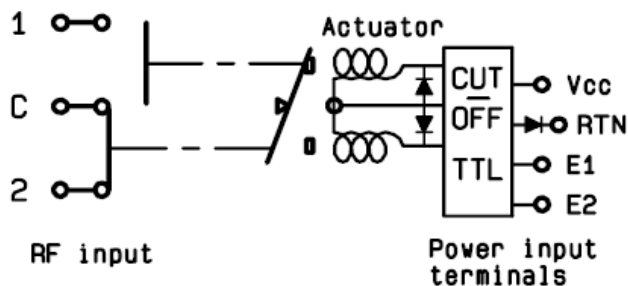 1
C
2
RF input
Actuator
CUT
OFF
TTL
Vcc
RTN
E1
E2
Power input
terminals